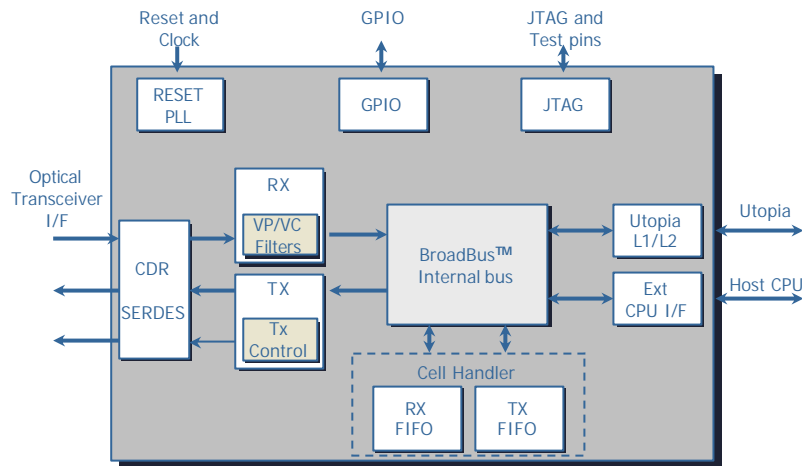 Reset and
Clock
GPIO
JTAG and
Test pins
RESET
PLL
GPIO
JTAG
Optical
Transceiver
I/F
RX
VP/VC
Filters
CDR
SERDES
TX
Tx
Control
BroadBus™
Internal bus
Utopia
L1/L2
Utopia
Ext
CPU I/F
Host CPU
Cell Handler
RX
FIFO
TX
FIFO